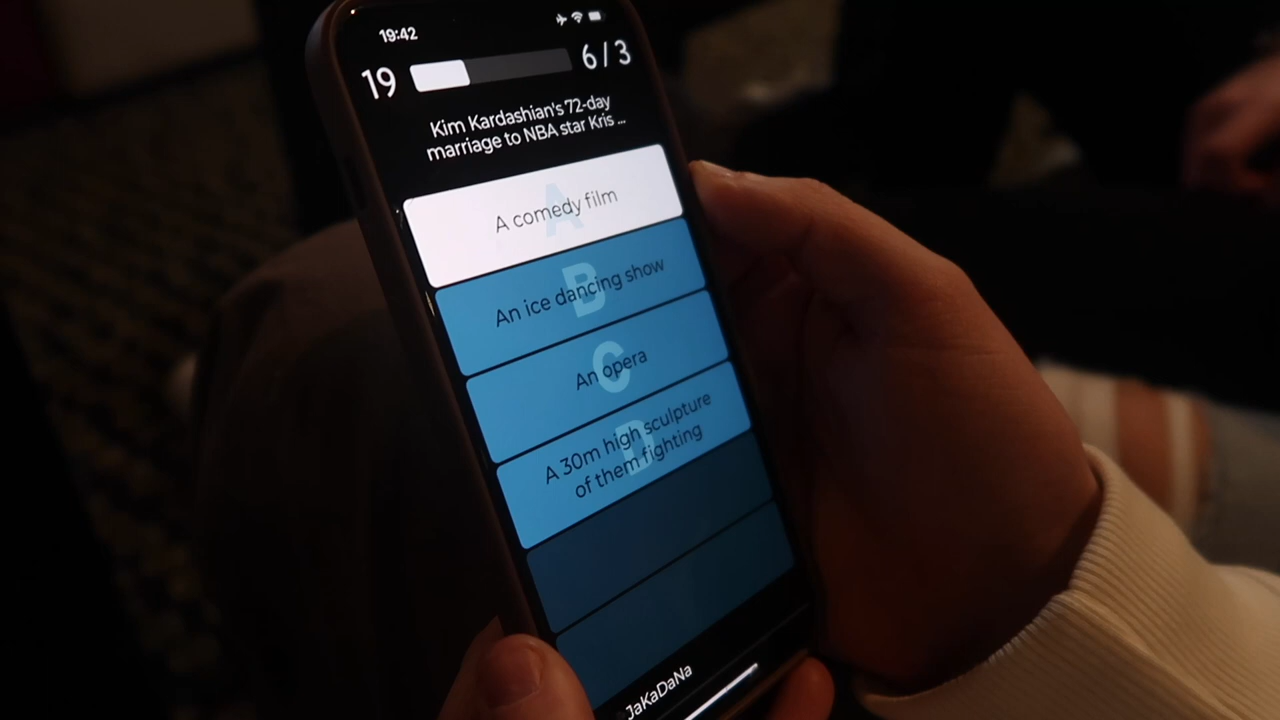 19:42
19
6/3
Kim Kardashian's 72-day
marriage to NBA star Kris ...
A
A comedy film
B
An ice dancing show
C
An opera
D
A 30m high sculpture
of them fighting
JaKaDaNa